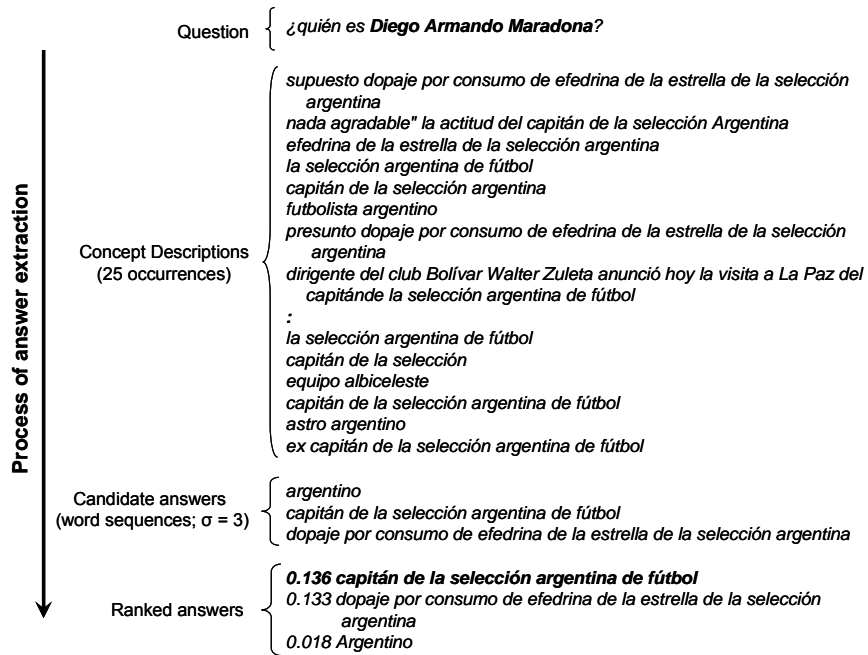 Process of answer extraction
Question
¿quién es Diego Armando Maradona?
Concept Descriptions
(25 occurrences)
supuesto dopaje por consumo de efedrina de la estrella de la selección
argentina
nada agradable" la actitud del capitán de la selección Argentina
efedrina de la estrella de la selección argentina
la selección argentina de fútbol
capitán de la selección argentina
futbolista argentino
presunto dopaje por consumo de efedrina de la estrella de la selección
argentina
dirigente del club Bolívar Walter Zuleta anunció hoy la visita a La Paz del
capitánde la selección argentina de fútbol
:
la selección argentina de fútbol
capitán de la selección
equipo albiceleste
capitán de la selección argentina de fútbol
astro argentino
ex capitán de la selección argentina de fútbol
Candidate answers
(word sequences; σ = 3)
argentino
capitán de la selección argentina de fútbol
dopaje por consumo de efedrina de la estrella de la selección argentina
Ranked answers
0.136 capitán de la selección argentina de fútbol
0.133 dopaje por consumo de efedrina de la estrella de la selección
argentina
0.018 Argentino